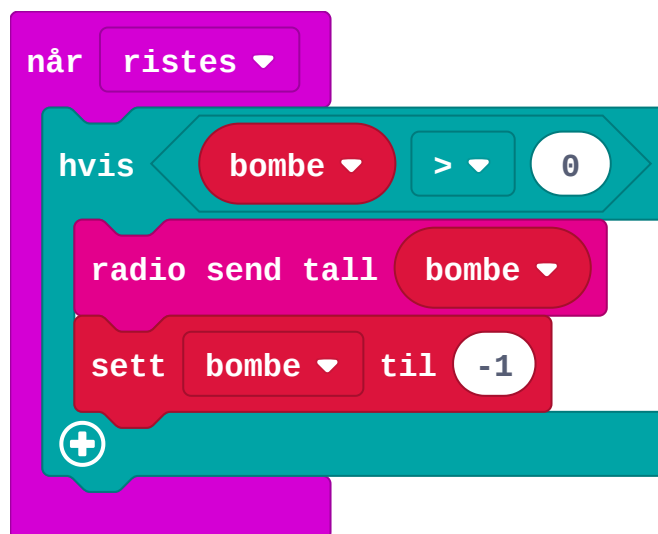 når ristes
hvis bombe > 0
radio send tall bombe
sett bombe til -1